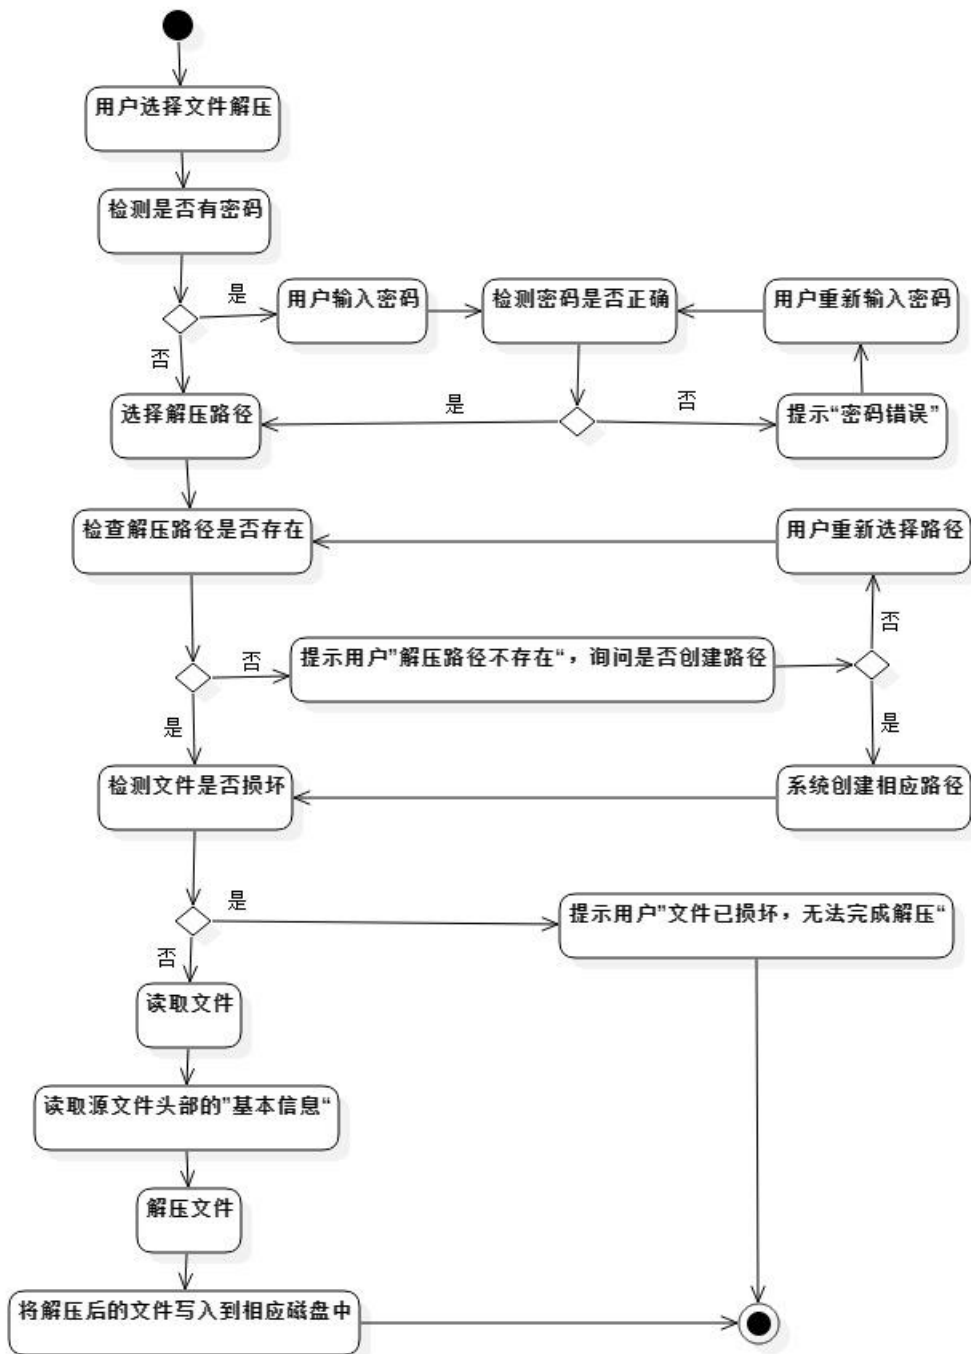 用户选择文件解压
检测是否有密码
是
用户输入密码
检测密码是否正确
用户重新输入密码
否
选择解压路径
是
否
提示“密码错误”
检查解压路径是否存在
用户重新选择路径
否
否
提示用户”解压路径不存在“，询问是否创建路径
是
是
检测文件是否损坏
系统创建相应路径
是
提示用户”文件已损坏，无法完成解压“
否
读取文件
读取源文件头部的”基本信息“
解压文件
将解压后的文件写入到相应磁盘中